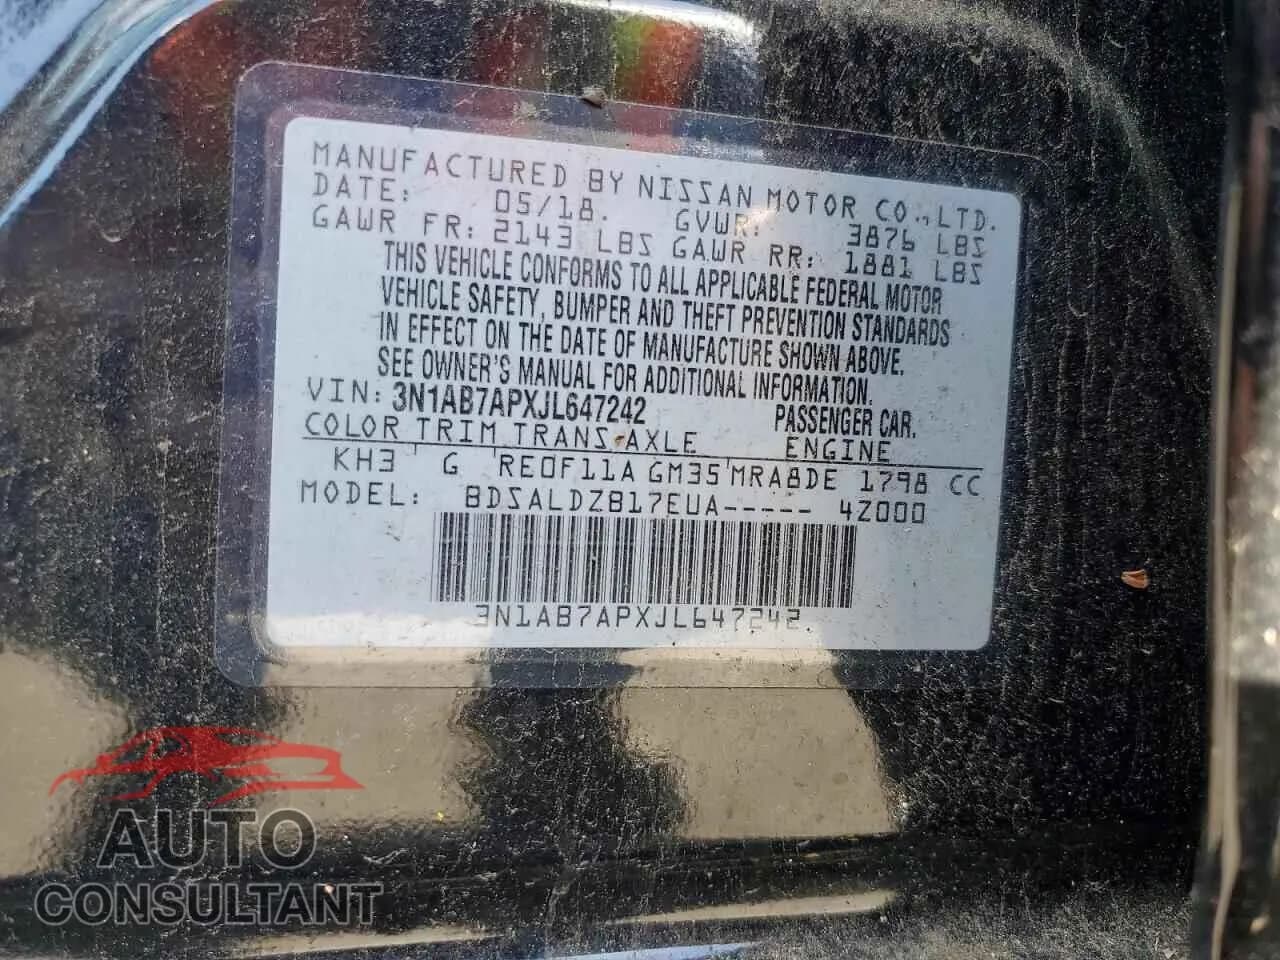 MANUFACTURED BY NISSAN MOTOR CO., LTD.
DATE: 05/18. GVWR: 3876 LBS
GAWR FR: 2143 LBS GAWR RR: 1881 LBS
THIS VEHICLE CONFORMS TO ALL APPLICABLE FEDERAL MOTOR
VEHICLE SAFETY, BUMPER AND THEFT PREVENTION STANDARDS
IN EFFECT ON THE DATE OF MANUFACTURE SHOWN ABOVE.
SEE OWNER'S MANUAL FOR ADDITIONAL INFORMATION.
VIN: 3N1AB7APXJL647242 PASSENGER CAR.
COLOR TRIM TRANS AXLE ENGINE
KH3 G RE0F11A GM35 MRA8DE 1798 CC
MODEL: BDSALDZB17EUA----- 4Z000
3N1AB7APXJL647242
AUTO
CONSULTANT